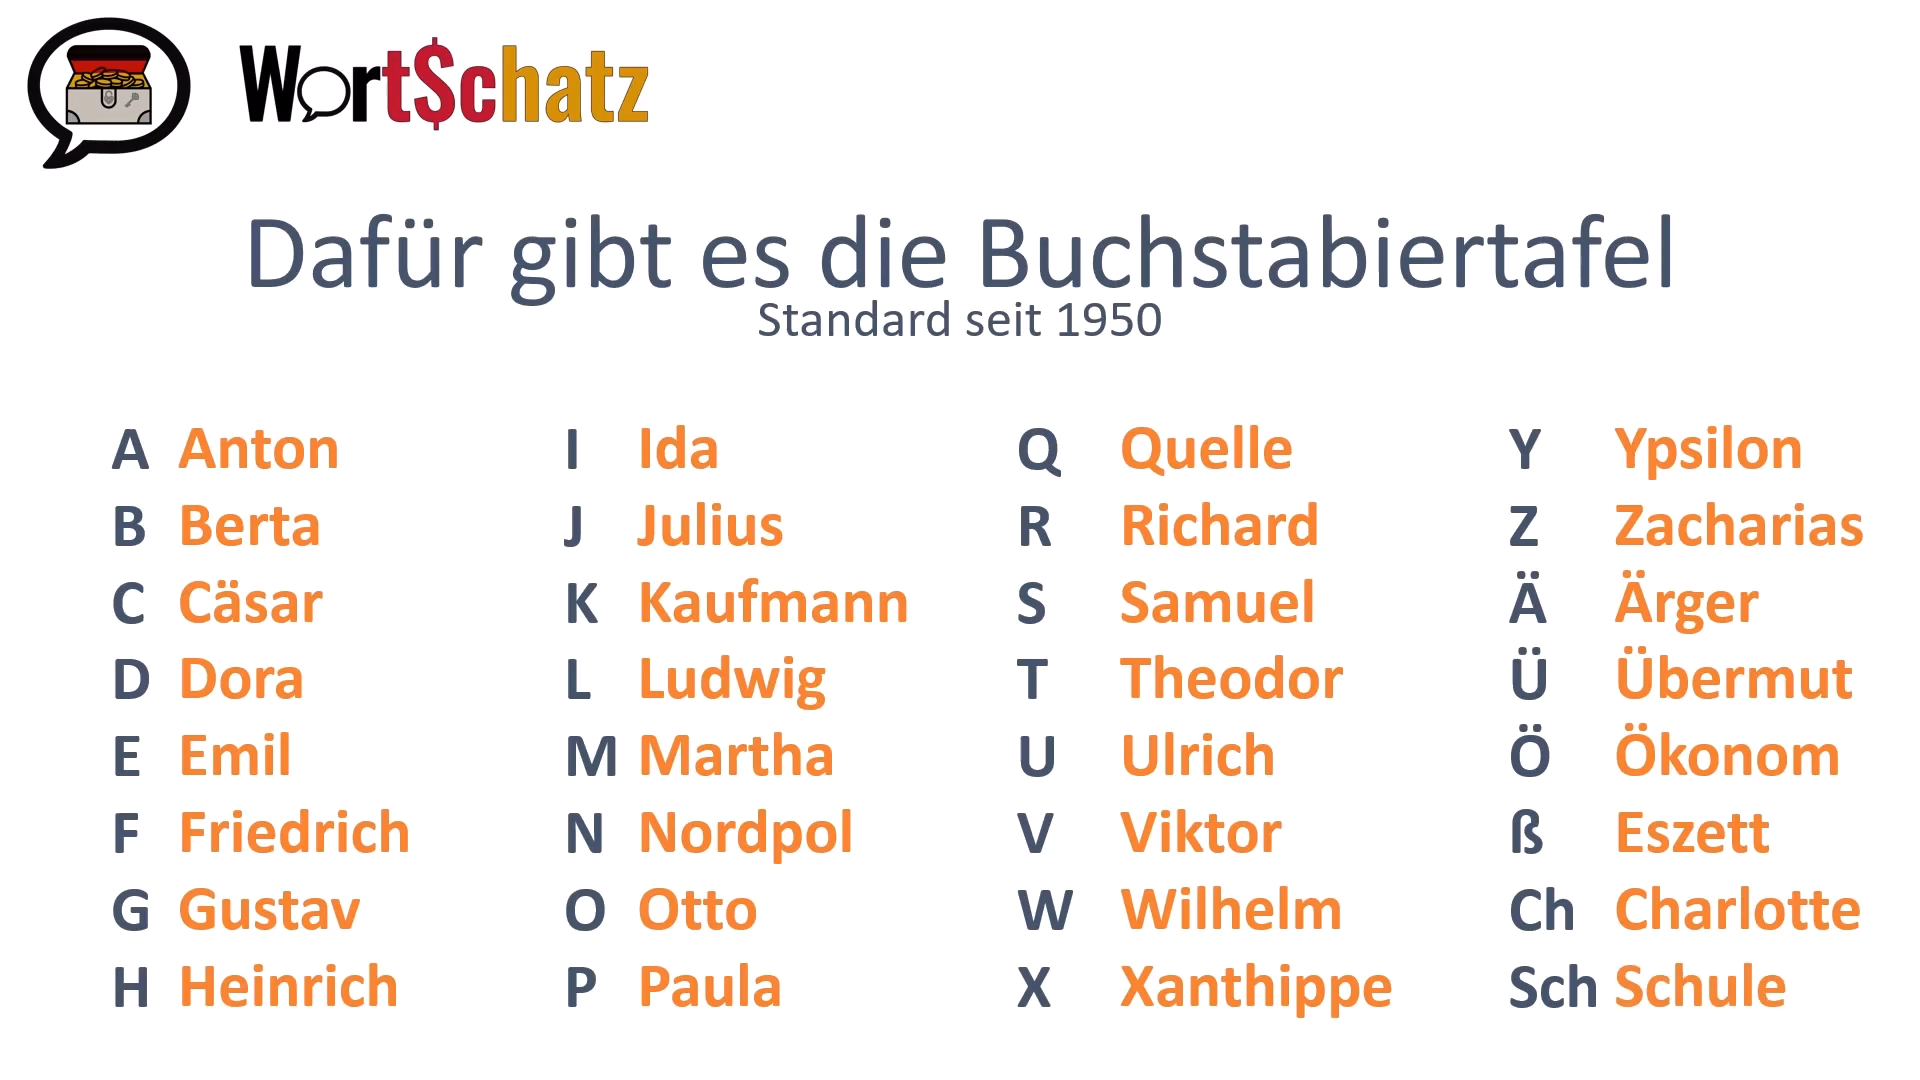 Wort$chatz
Dafür gibt es die Buchstabiertafel
Standard seit 1950
A Anton
B Berta
C Cäsar
D Dora
E Emil
F Friedrich
G Gustav
H Heinrich
I Ida
J Julius
K Kaufmann
L Ludwig
M Martha
N Nordpol
O Otto
P Paula
Q Quelle
R Richard
S Samuel
T Theodor
U Ulrich
V Viktor
W Wilhelm
X Xanthippe
Y Ypsilon
Z Zacharias
Ä Ärger
Ü Übermut
Ö Ökonom
ß Eszett
Ch Charlotte
Sch Schule